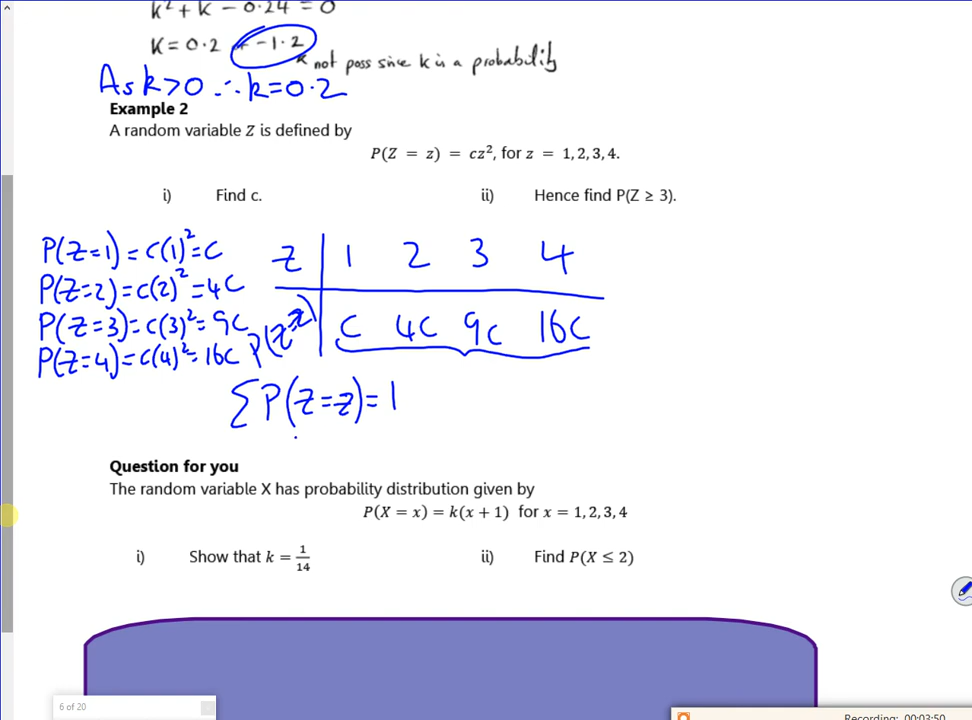 k² + k - 0·24 = 0
k = 0·2 -1·2
not poss since k is a probability
As k>0 ∴ k=0·2
Example 2
A random variable Z is defined by
P(Z = z) = cz², for z = 1, 2, 3, 4.
i) Find c. ii) Hence find P(Z ≥ 3).
P(Z=1)=c(1)²=c
P(Z=2)=c(2)²=4c
P(Z=3)=c(3)²=9c
P(Z=4)=c(4)²=16c
z 1 2 3 4
P(Z=z) c 4c 9c 16c
∑P(Z=z)=1
Question for you
The random variable X has probability distribution given by
P(X = x) = k(x + 1) for x = 1, 2, 3, 4
i) Show that k = 1/14 ii) Find P(X ≤ 2)
6 of 20
Recording: 00:03:50